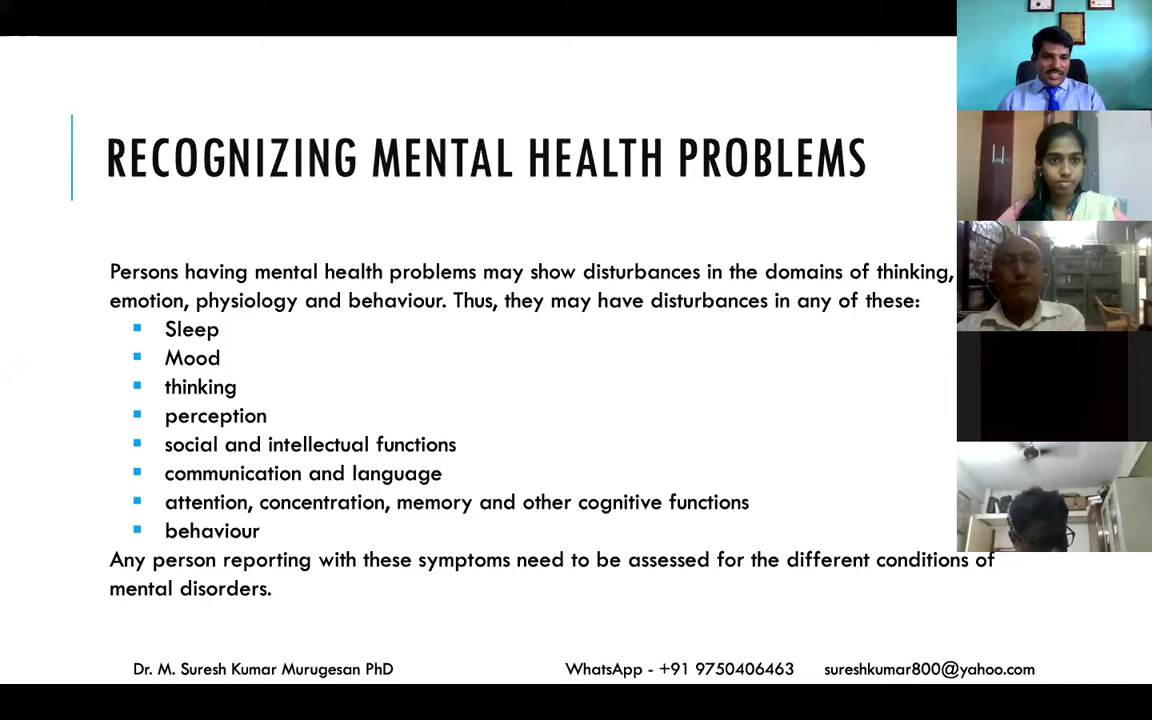 RECOGNIZING MENTAL HEALTH PROBLEMS
Persons having mental health problems may show disturbances in the domains of thinking,
emotion, physiology and behaviour. Thus, they may have disturbances in any of these:
Sleep
Mood
thinking
perception
social and intellectual functions
communication and language
attention, concentration, memory and other cognitive functions
behaviour
Any person reporting with these symptoms need to be assessed for the different conditions of
mental disorders.
Dr. M. Suresh Kumar Murugesan PhD WhatsApp - +91 9750406463 sureshkumar800@yahoo.com